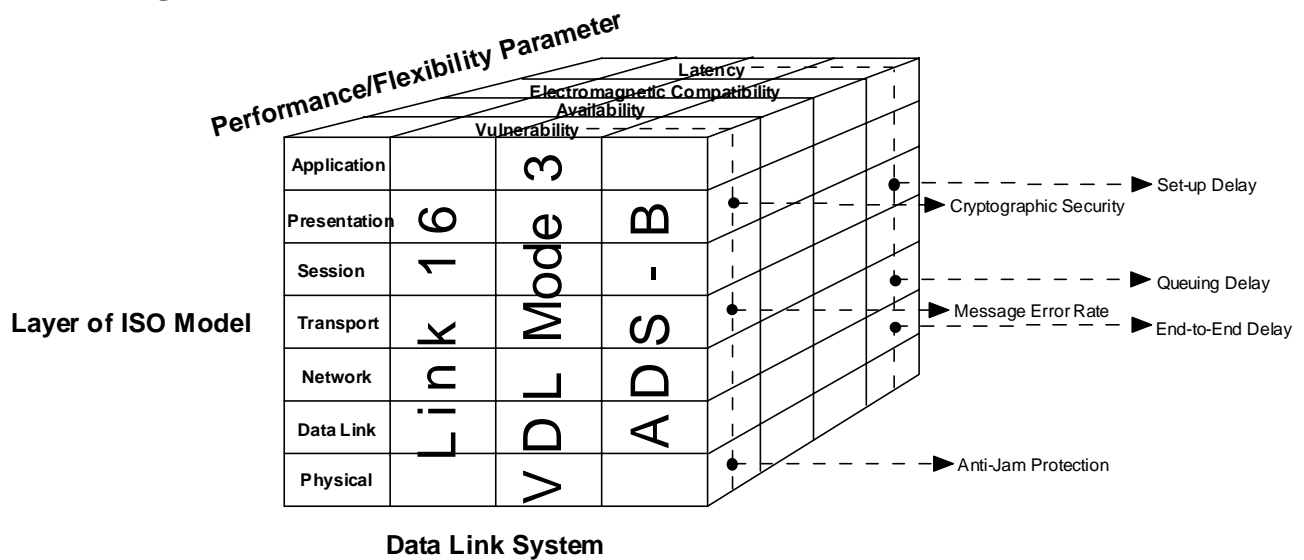 Performance/Flexibility Parameter
Latency
Electromagnetic Compatibility
Availability
Vulnerability
Application
Presentation
Session
Transport
Network
Data Link
Physical
Link 16
VDL Mode 3
ADS-B
Layer of ISO Model
Data Link System
Set-up Delay
Cryptographic Security
Queuing Delay
Message Error Rate
End-to-End Delay
Anti-Jam Protection